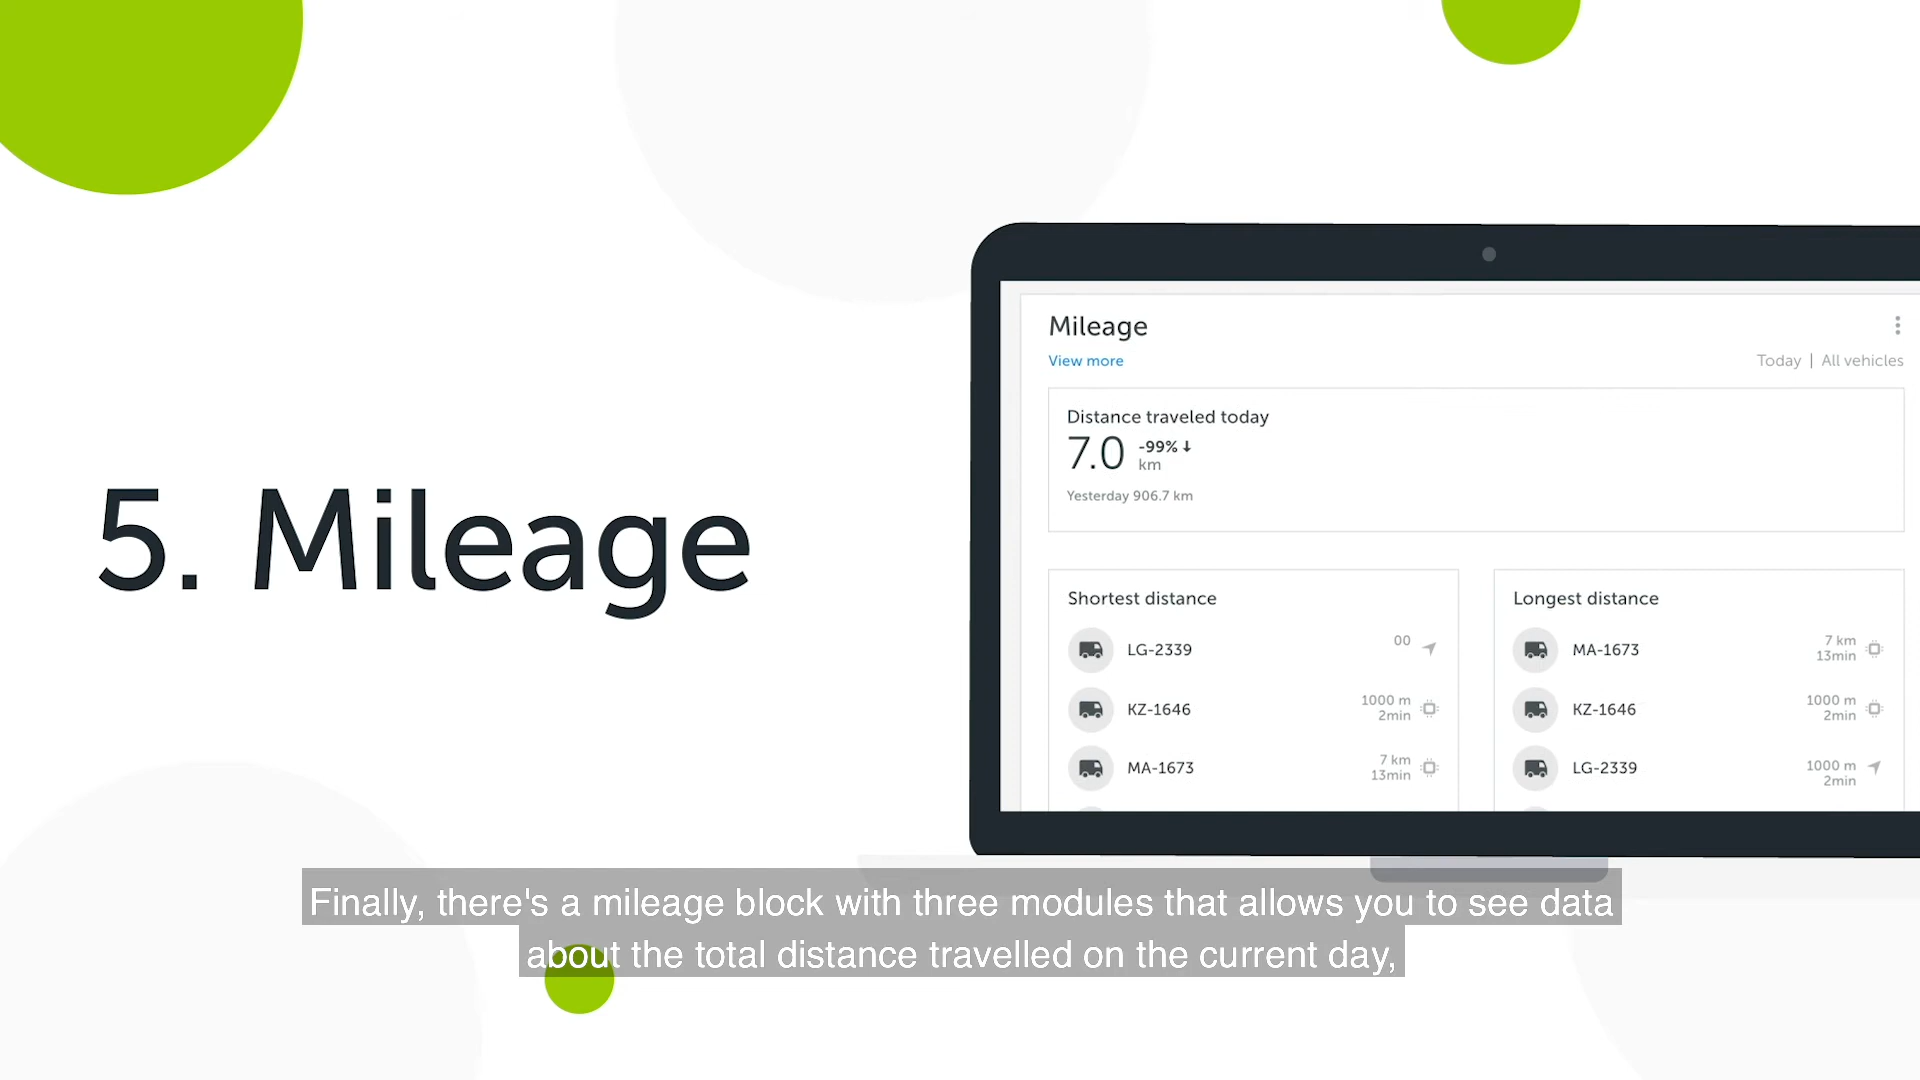 5. Mileage
Mileage
View more
Today | All vehicles
Distance traveled today
7.0 -99%↓
km
Yesterday 906.7 km
Shortest distance
LG-2339 00
KZ-1646 1000 m
2min
MA-1673 7 km
13min
Longest distance
MA-1673 7 km
13min
KZ-1646 1000 m
2min
LG-2339 1000 m
2min
Finally, there's a mileage block with three modules that allows you to see data
about the total distance travelled on the current day,